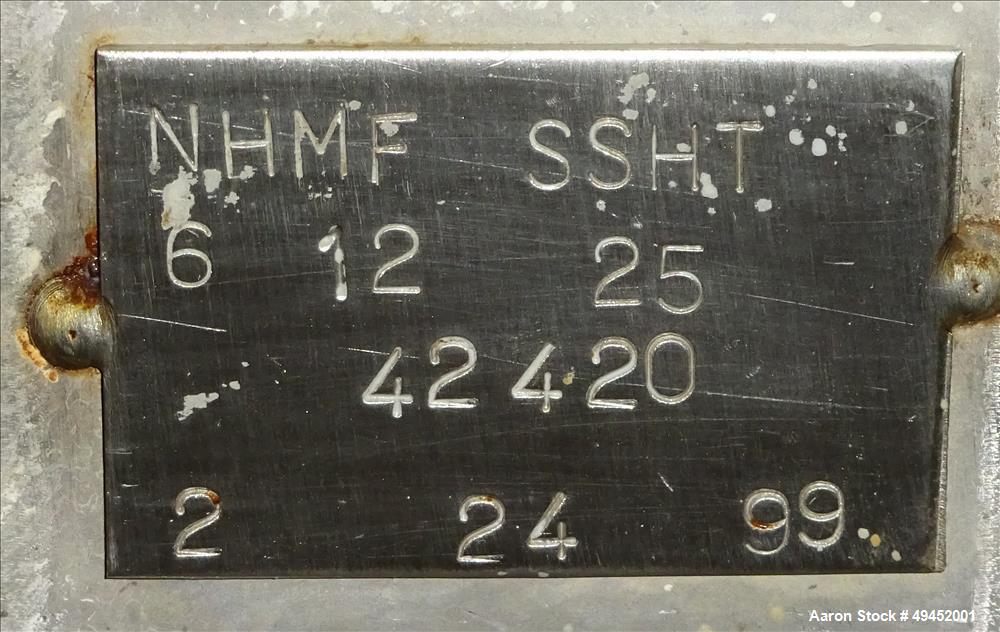 NHMF SSHT
6 12 25
42420
2 24 99
Aaron Stock # 49452001